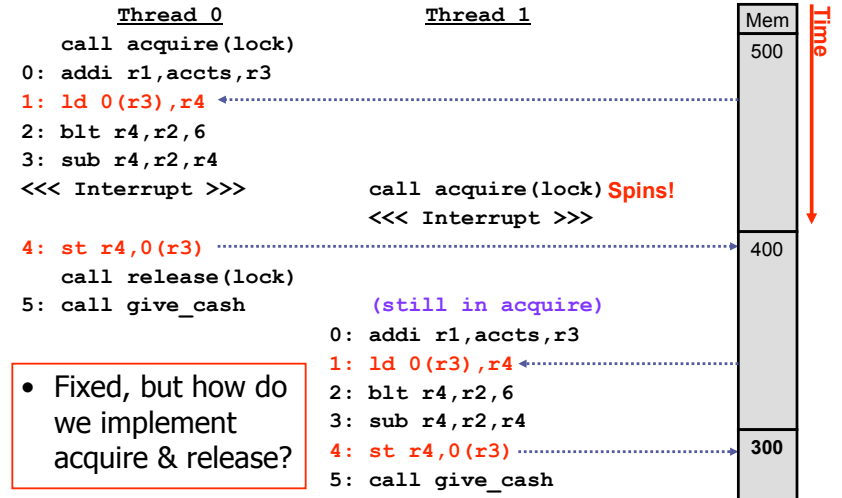 Thread 0
call acquire(lock)
0: addi r1,accts,r3
1: ld 0(r3),r4
2: blt r4,r2,6
3: sub r4,r2,r4
<<< Interrupt >>>
4: st r4,0(r3)
call release(lock)
5: call give_cash
Thread 1
call acquire(lock) Spins!
<<< Interrupt >>>
(still in acquire)
0: addi r1,accts,r3
1: ld 0(r3),r4
2: blt r4,r2,6
3: sub r4,r2,r4
4: st r4,0(r3)
5: call give_cash
Mem
500
400
300
Time
• Fixed, but how do
we implement
acquire & release?